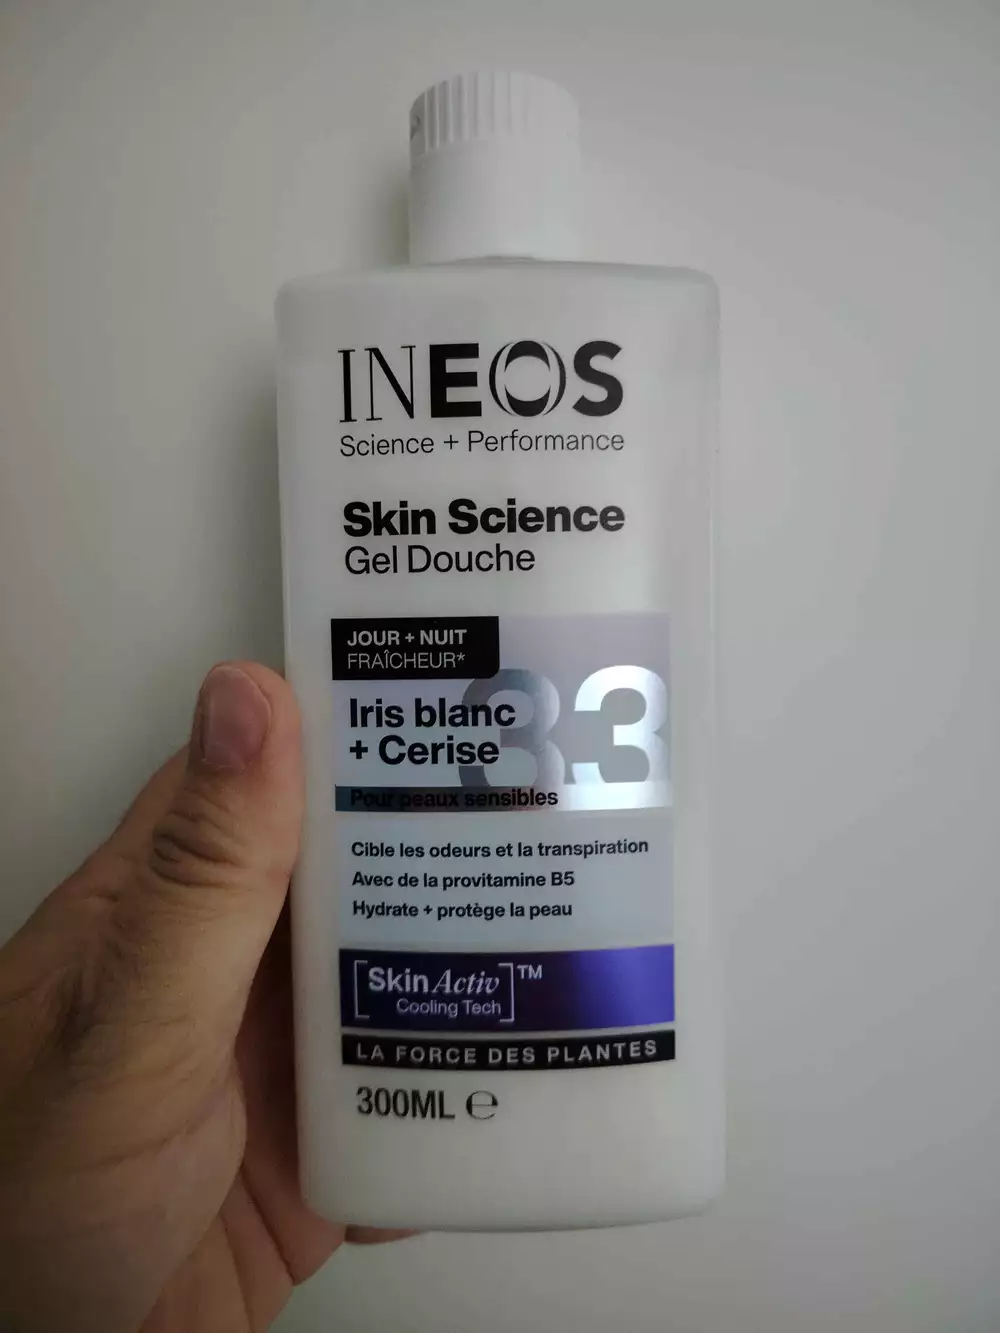 INEOS
Science + Performance
Skin Science
Gel Douche
JOUR + NUIT
FRAÎCHEUR*
33
Iris blanc
+ Cerise
Pour peaux sensibles
Cible les odeurs et la transpiration
Avec de la provitamine B5
Hydrate + protège la peau
[SkinActiv]™
Cooling Tech
LA FORCE DES PLANTES
300ML ℮